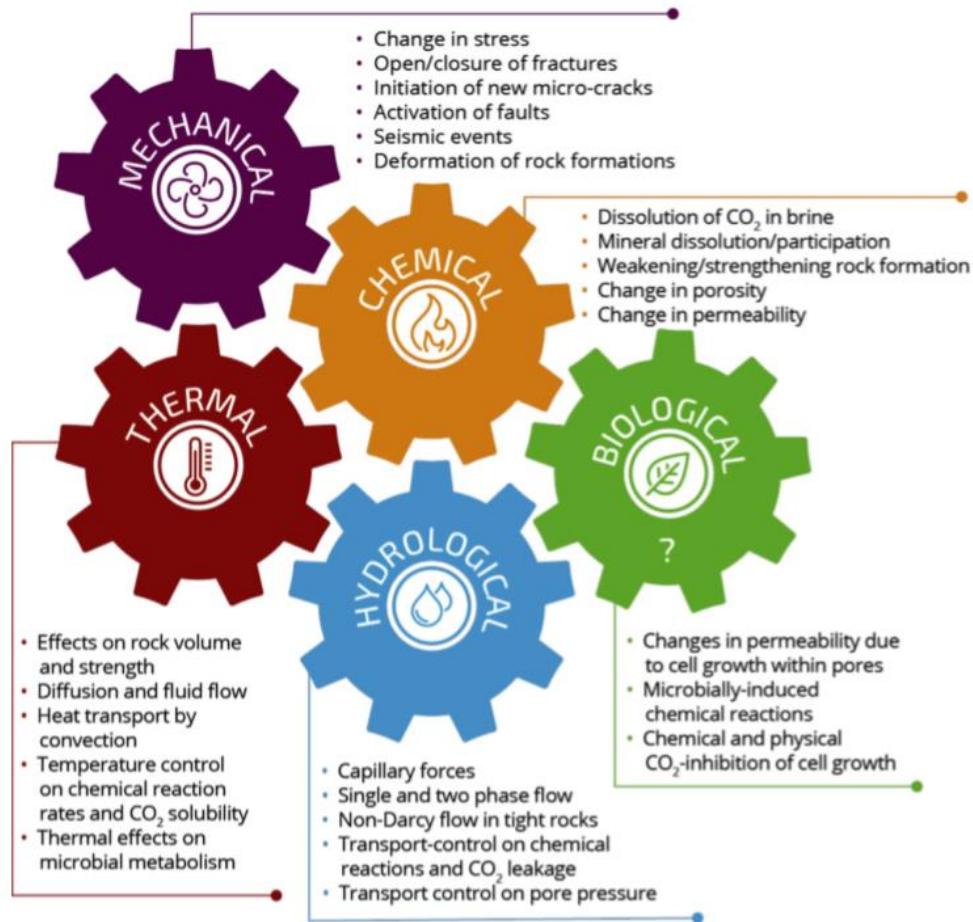 MECHANICAL
• Change in stress
• Open/closure of fractures
• Initiation of new micro-cracks
• Activation of faults
• Seismic events
• Deformation of rock formations
CHEMICAL
• Dissolution of CO₂ in brine
• Mineral dissolution/participation
• Weakening/strengthening rock formation
• Change in porosity
• Change in permeability
THERMAL
• Effects on rock volume
and strength
• Diffusion and fluid flow
• Heat transport by
convection
• Temperature control
on chemical reaction
rates and CO₂ solubility
• Thermal effects on
microbial metabolism
HYDROLOGICAL
• Capillary forces
• Single and two phase flow
• Non-Darcy flow in tight rocks
• Transport-control on chemical
reactions and CO₂ leakage
• Transport control on pore pressure
BIOLOGICAL
?
• Changes in permeability due
to cell growth within pores
• Microbially-induced
chemical reactions
• Chemical and physical
CO₂-inhibition of cell growth